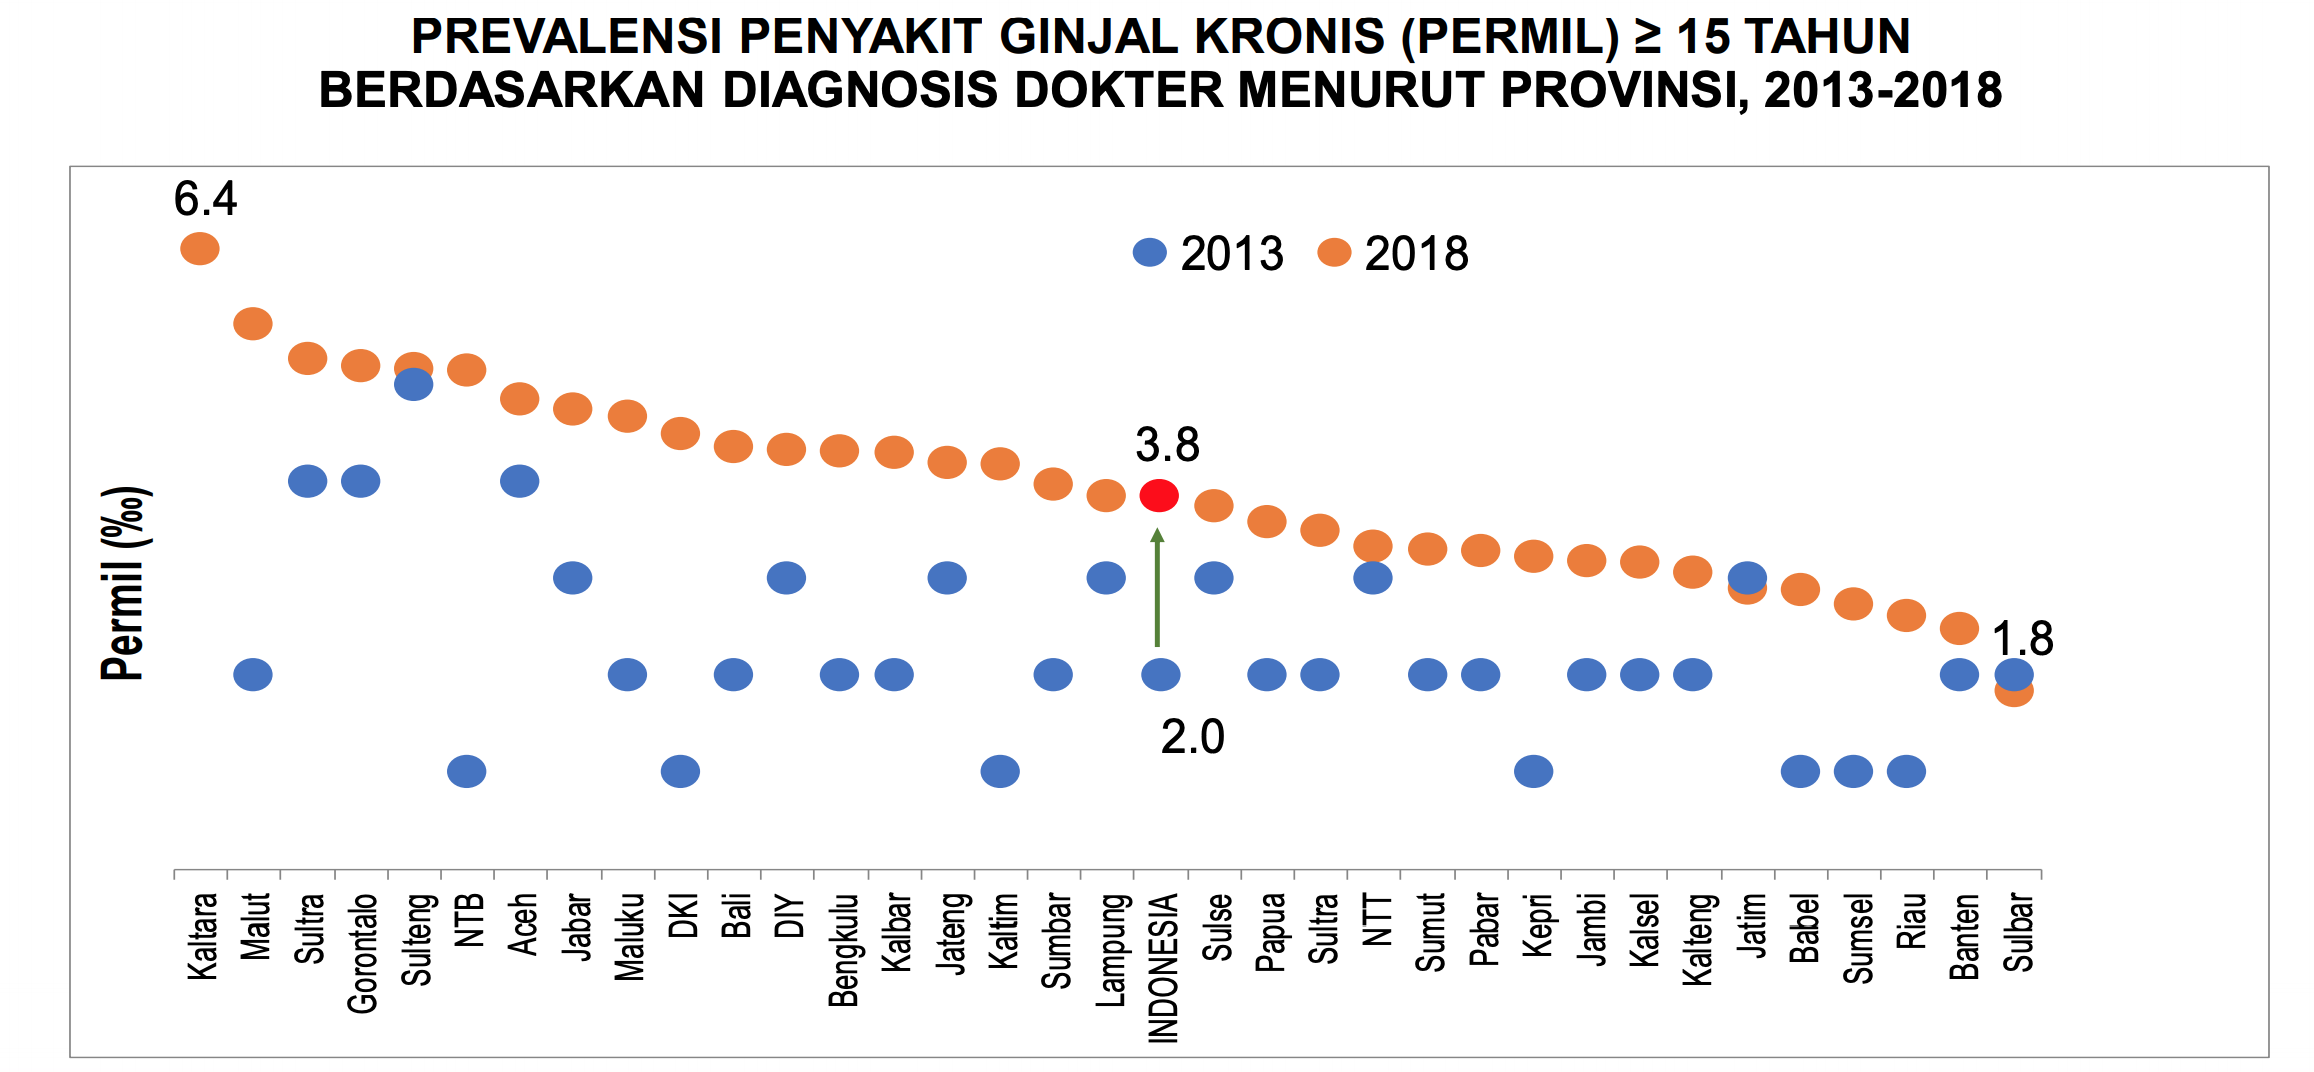 PREVALENSI PENYAKIT GINJAL KRONIS (PERMIL) ≥ 15 TAHUN
BERDASARKAN DIAGNOSIS DOKTER MENURUT PROVINSI, 2013-2018
6.4
2013
2018
3.8
1.8
2.0
Permil (‰)
Kaltara
Malut
Sultra
Gorontalo
Sulteng
NTB
Aceh
Jabar
Maluku
DKI
Bali
DIY
Bengkulu
Kalbar
Jateng
Kaltim
Sumbar
Lampung
INDONESIA
Sulse
Papua
Sultra
NTT
Sumut
Pabar
Kepri
Jambi
Kalsel
Kalteng
Jatim
Babel
Sumsel
Riau
Banten
Sulbar